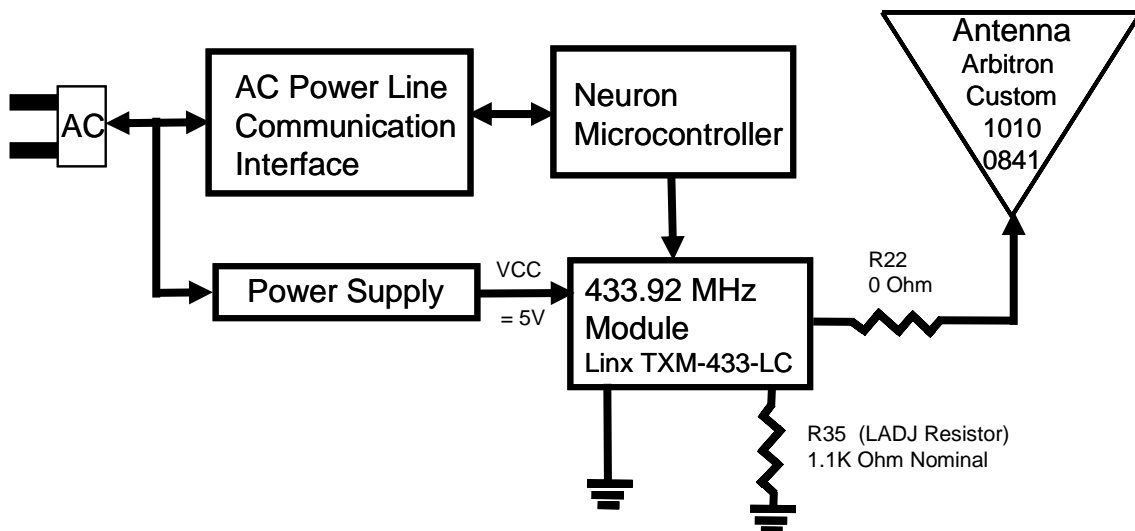 AC
AC Power Line
Communication
Interface
Neuron
Microcontroller
Antenna
Arbitron
Custom
1010
0841
Power Supply
VCC
= 5V
433.92 MHz
Module
Linx TXM-433-LC
R22
0 Ohm
R35 (LADJ Resistor)
1.1K Ohm Nominal